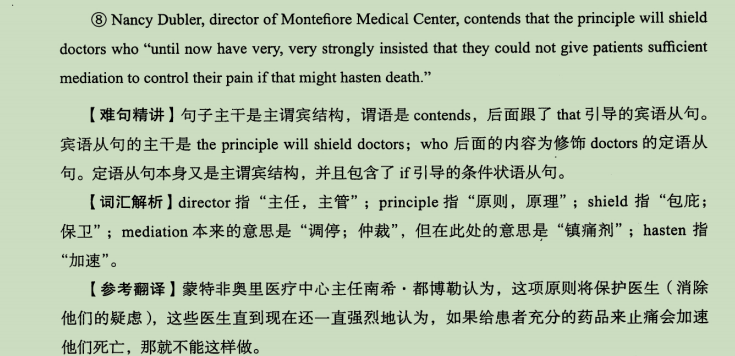 ⑧ Nancy Dubler, director of Montefiore Medical Center, contends that the principle will shield
doctors who “until now have very, very strongly insisted that they could not give patients sufficient
mediation to control their pain if that might hasten death.”
【难句精讲】句子主干是主谓宾结构，谓语是 contends，后面跟了 that 引导的宾语从句。
宾语从句的主干是 the principle will shield doctors；who 后面的内容为修饰 doctors 的定语从
句。定语从句本身又是主谓宾结构，并且包含了 if 引导的条件状语从句。
【词汇解析】director 指“主任，主管”；principle 指“原则，原理”；shield 指“包庇；
保卫”；mediation 本来的意思是“调停；仲裁”，但在此处的意思是“镇痛剂”；hasten 指
“加速”。
【参考翻译】蒙特非奥里医疗中心主任南希·都博勒认为，这项原则将保护医生（消除
他们的疑虑），这些医生直到现在还一直强烈地认为，如果给患者充分的药品来止痛会加速
他们死亡，那就不能这样做。